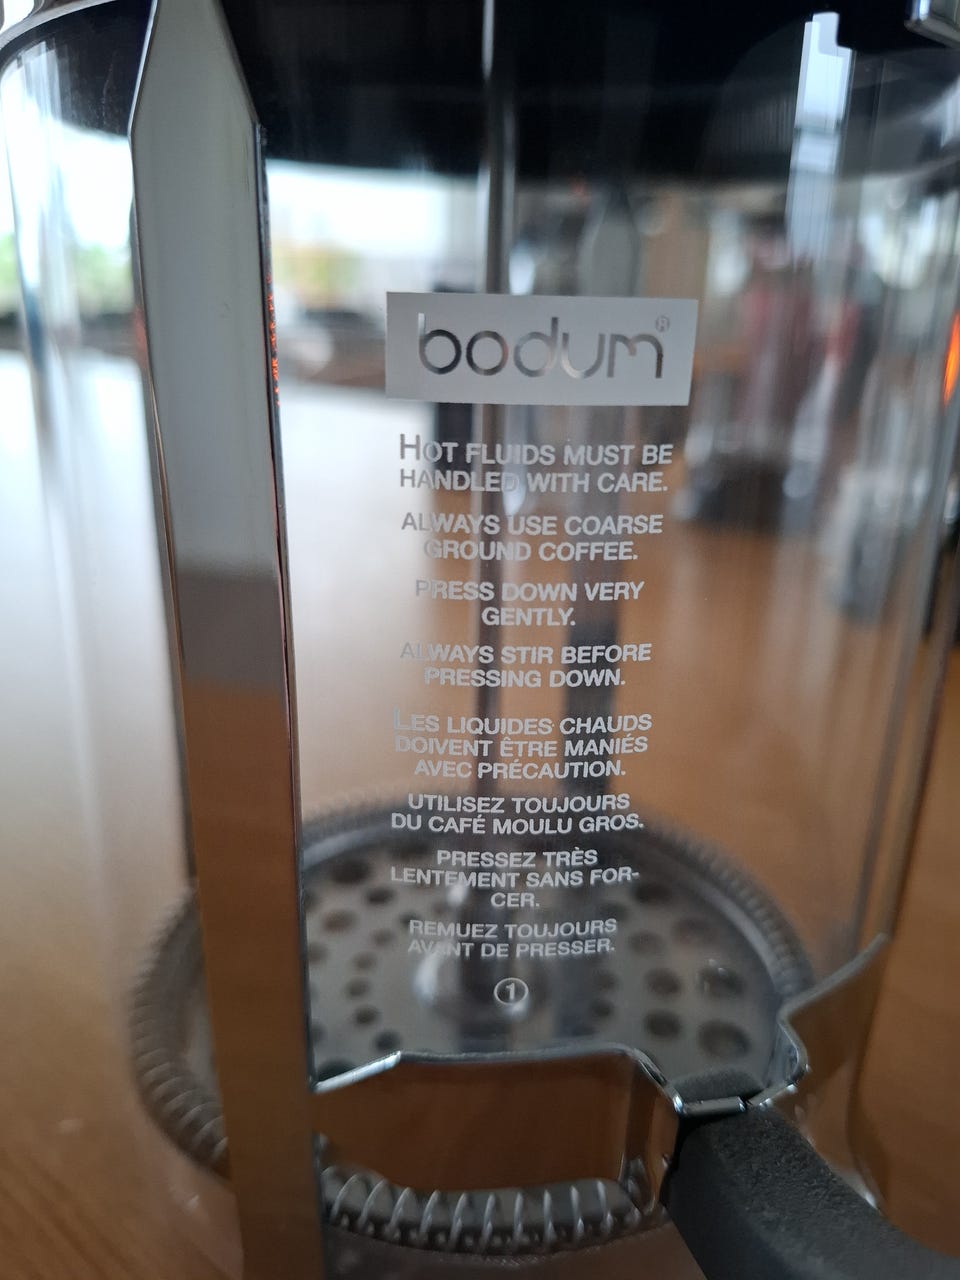 bodum®
HOT FLUIDS MUST BE
HANDLED WITH CARE.
ALWAYS USE COARSE
GROUND COFFEE.
PRESS DOWN VERY
GENTLY.
ALWAYS STIR BEFORE
PRESSING DOWN.
LES LIQUIDES CHAUDS
DOIVENT ÊTRE MANIÉS
AVEC PRÉCAUTION.
UTILISEZ TOUJOURS
DU CAFÉ MOULU GROS.
PRESSEZ TRÈS
LENTEMENT SANS FOR-
CER.
REMUEZ TOUJOURS
AVANT DE PRESSER.
1